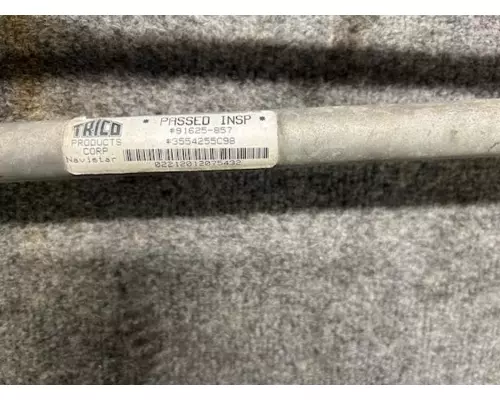 TRICO
PRODUCTS
CORP
Navistar
* PASSED INSP *
#91625-857
#3554255C98
02212012075432